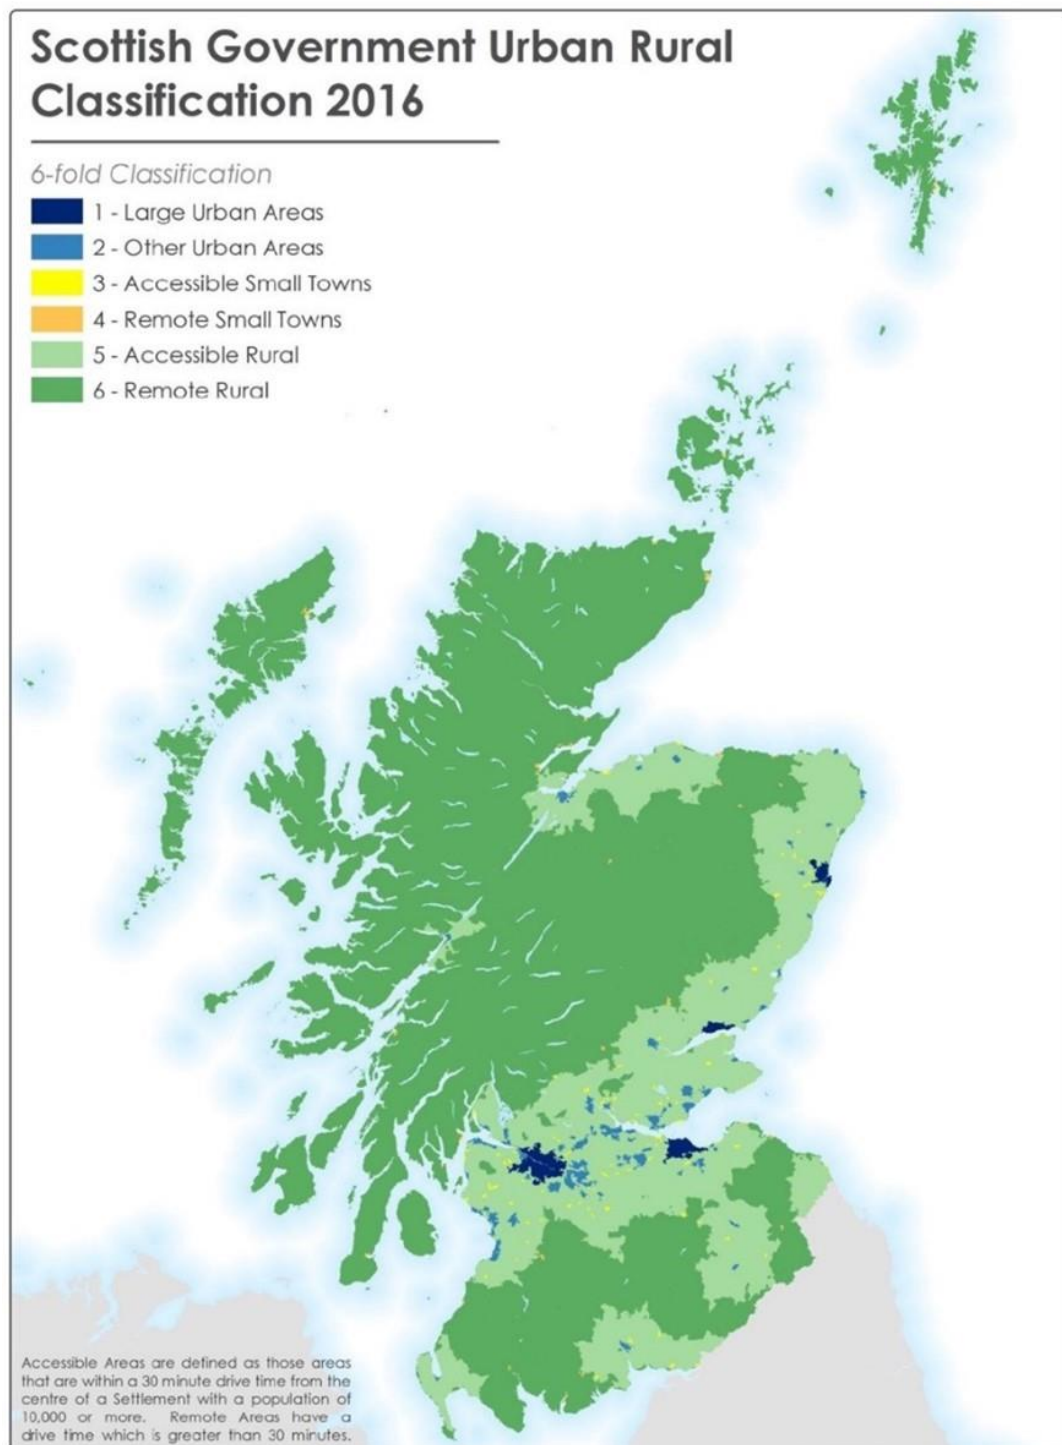 Scottish Government Urban Rural
Classification 2016
6-fold Classification
1 - Large Urban Areas
2 - Other Urban Areas
3 - Accessible Small Towns
4 - Remote Small Towns
5 - Accessible Rural
6 - Remote Rural
Accessible Areas are defined as those areas
that are within a 30 minute drive time from the
centre of a Settlement with a population of
10,000 or more. Remote Areas have a
drive time which is greater than 30 minutes.